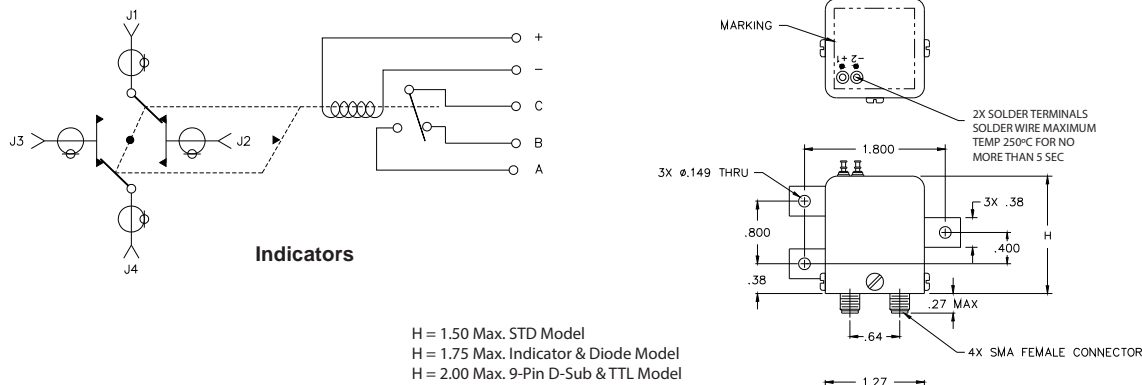 J1
J3
J2
J4
+
–
C
B
A
Indicators
H = 1.50 Max. STD Model
H = 1.75 Max. Indicator & Diode Model
H = 2.00 Max. 9-Pin D-Sub & TTL Model
MARKING
1+ 2-
2X SOLDER TERMINALS
SOLDER WIRE MAXIMUM
TEMP 250ºC FOR NO
MORE THAN 5 SEC
1.800
3X Ø.149 THRU
3X .38
.800
.400
H
.38
.27 MAX
.64
4X SMA FEMALE CONNECTOR
1.27